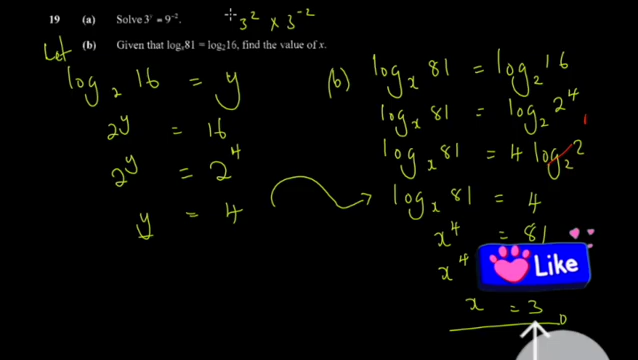 19 (a) Solve 3ʸ = 9⁻². 3² × 3⁻²
(b) Given that logₓ81 = log₂16, find the value of x.
Let
log₂ 16 = y
2ʸ = 16
2ʸ = 2⁴
y = 4
(b) logₓ 81 = log₂ 16
logₓ 81 = log₂ 2⁴
logₓ 81 = 4 log₂ 2 1
logₓ 81 = 4
x⁴ = 81
x⁴
Like
x = 3